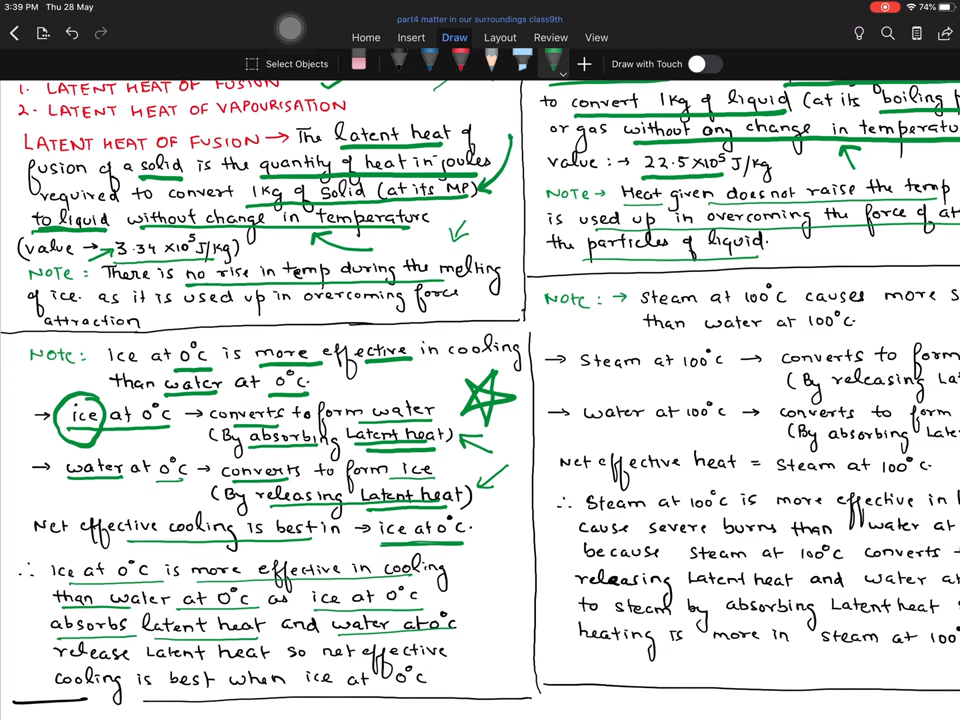 3:39 PM Thu 28 May
74%
part4 matter in our surroundings class9th
Home Insert Draw Layout Review View
Select Objects
Draw with Touch
1. LATENT HEAT OF FUSION
2- LATENT HEAT OF VAPOURISATION
LATENT HEAT OF FUSION → The latent heat of
fusion of a solid is the quantity of heat in joules
required to convert 1kg of solid (at its MP)
to liquid without change in temperature
(value → 3.34 ×10⁵J/kg)
NOTE: There is no rise in temp during the melting
of ice. as it is used up in overcoming force
attraction
NOTE: Ice at 0°C is more effective in cooling
than water at 0°C.
→ ice at 0°C → converts to form water
(By absorbing Latent heat)
→ water at 0°C → converts to form ice
(By releasing Latent heat)
Net effective cooling is best in → ice at 0°C.
∴ Ice at 0°C is more effective in cooling
than water at 0°C as ice at 0°C
absorbs latent heat and water at 0°C
release latent heat so net effective
cooling is best when ice at 0°C
to convert 1kg of liquid (at its boiling
or gas without any change in
value :→ 22.5×10⁵ J/kg
NOTE → Heat given does not raise the temp
is used up in overcoming the force of
the particles of liquid.
Note: → Steam at 100°C causes more
than water at 100°C.
→ Steam at 100°C → converts to form
(By releasing
→ Water at 100°C → converts to form
(By absorbing
Net effective heat = Steam at 100°C.
∴ Steam at 100°C is more effective in
cause severe burns than water at
because steam at 100°C converts
releasing latent heat and water
to steam by absorbing latent heat
heating is more in steam at